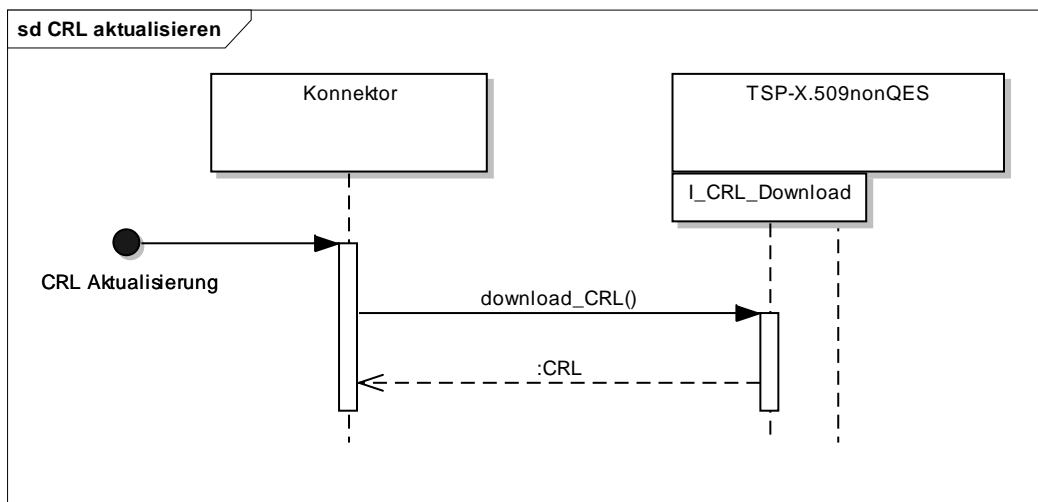 sd CRL aktualisieren
Konnektor
TSP-X.509nonQES
I_CRL_Download
CRL Aktualisierung
download_CRL()
:CRL